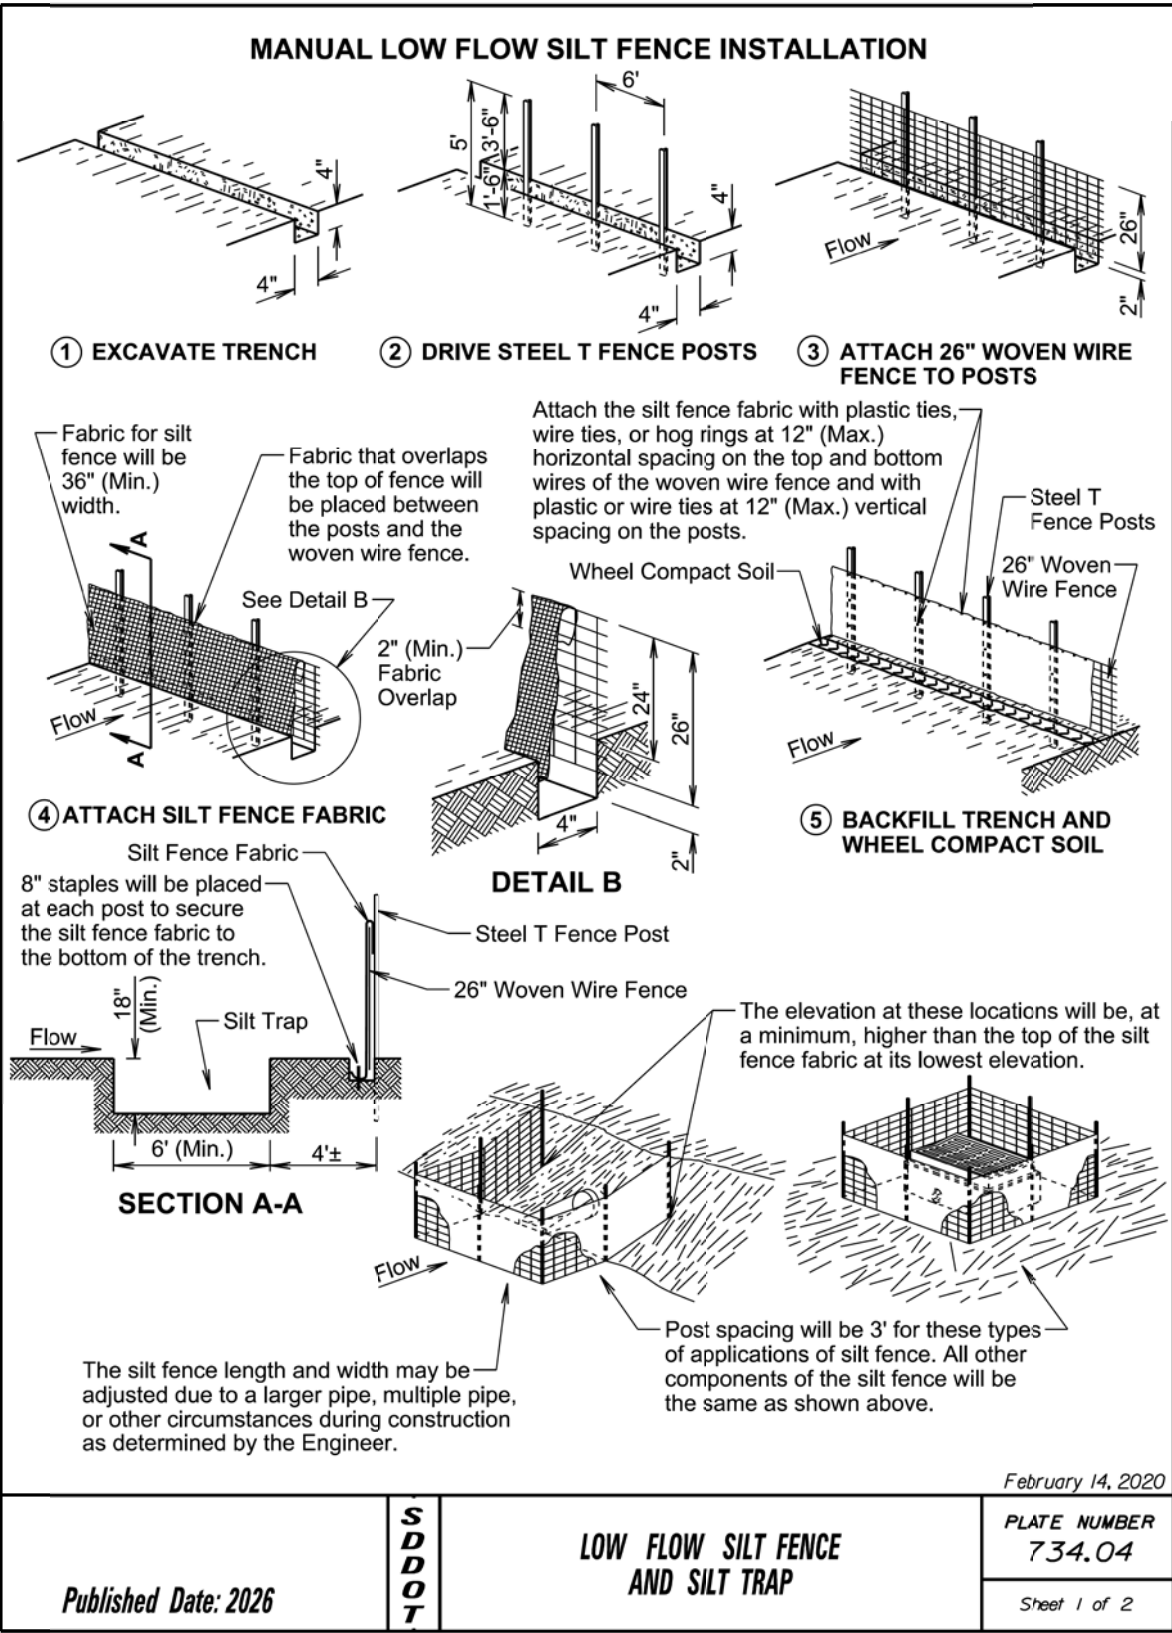 MANUAL LOW FLOW SILT FENCE INSTALLATION
4"
4"
5'
3'-6"
1'-6"
6'
4"
4"
Flow
26"
2"
1 EXCAVATE TRENCH
2 DRIVE STEEL T FENCE POSTS
3 ATTACH 26" WOVEN WIRE
FENCE TO POSTS
Fabric for silt
fence will be
36" (Min.)
width.
Fabric that overlaps
the top of fence will
be placed between
the posts and the
woven wire fence.
Attach the silt fence fabric with plastic ties,
wire ties, or hog rings at 12" (Max.)
horizontal spacing on the top and bottom
wires of the woven wire fence and with
plastic or wire ties at 12" (Max.) vertical
spacing on the posts.
Steel T
Fence Posts
26" Woven
Wire Fence
Wheel Compact Soil
A
See Detail B
2" (Min.)
Fabric
Overlap
24"
26"
Flow
A
Flow
4"
2"
4 ATTACH SILT FENCE FABRIC
DETAIL B
5 BACKFILL TRENCH AND
WHEEL COMPACT SOIL
Silt Fence Fabric
8" staples will be placed
at each post to secure
the silt fence fabric to
the bottom of the trench.
Steel T Fence Post
26" Woven Wire Fence
18"
(Min.)
Silt Trap
Flow
6' (Min.)
4'±
SECTION A-A
The elevation at these locations will be, at
a minimum, higher than the top of the silt
fence fabric at its lowest elevation.
Flow
Post spacing will be 3' for these types
of applications of silt fence. All other
components of the silt fence will be
the same as shown above.
The silt fence length and width may be
adjusted due to a larger pipe, multiple pipe,
or other circumstances during construction
as determined by the Engineer.
February 14, 2020
Published Date: 2026
SDDOT
LOW FLOW SILT FENCE
AND SILT TRAP
PLATE NUMBER
734.04
Sheet 1 of 2